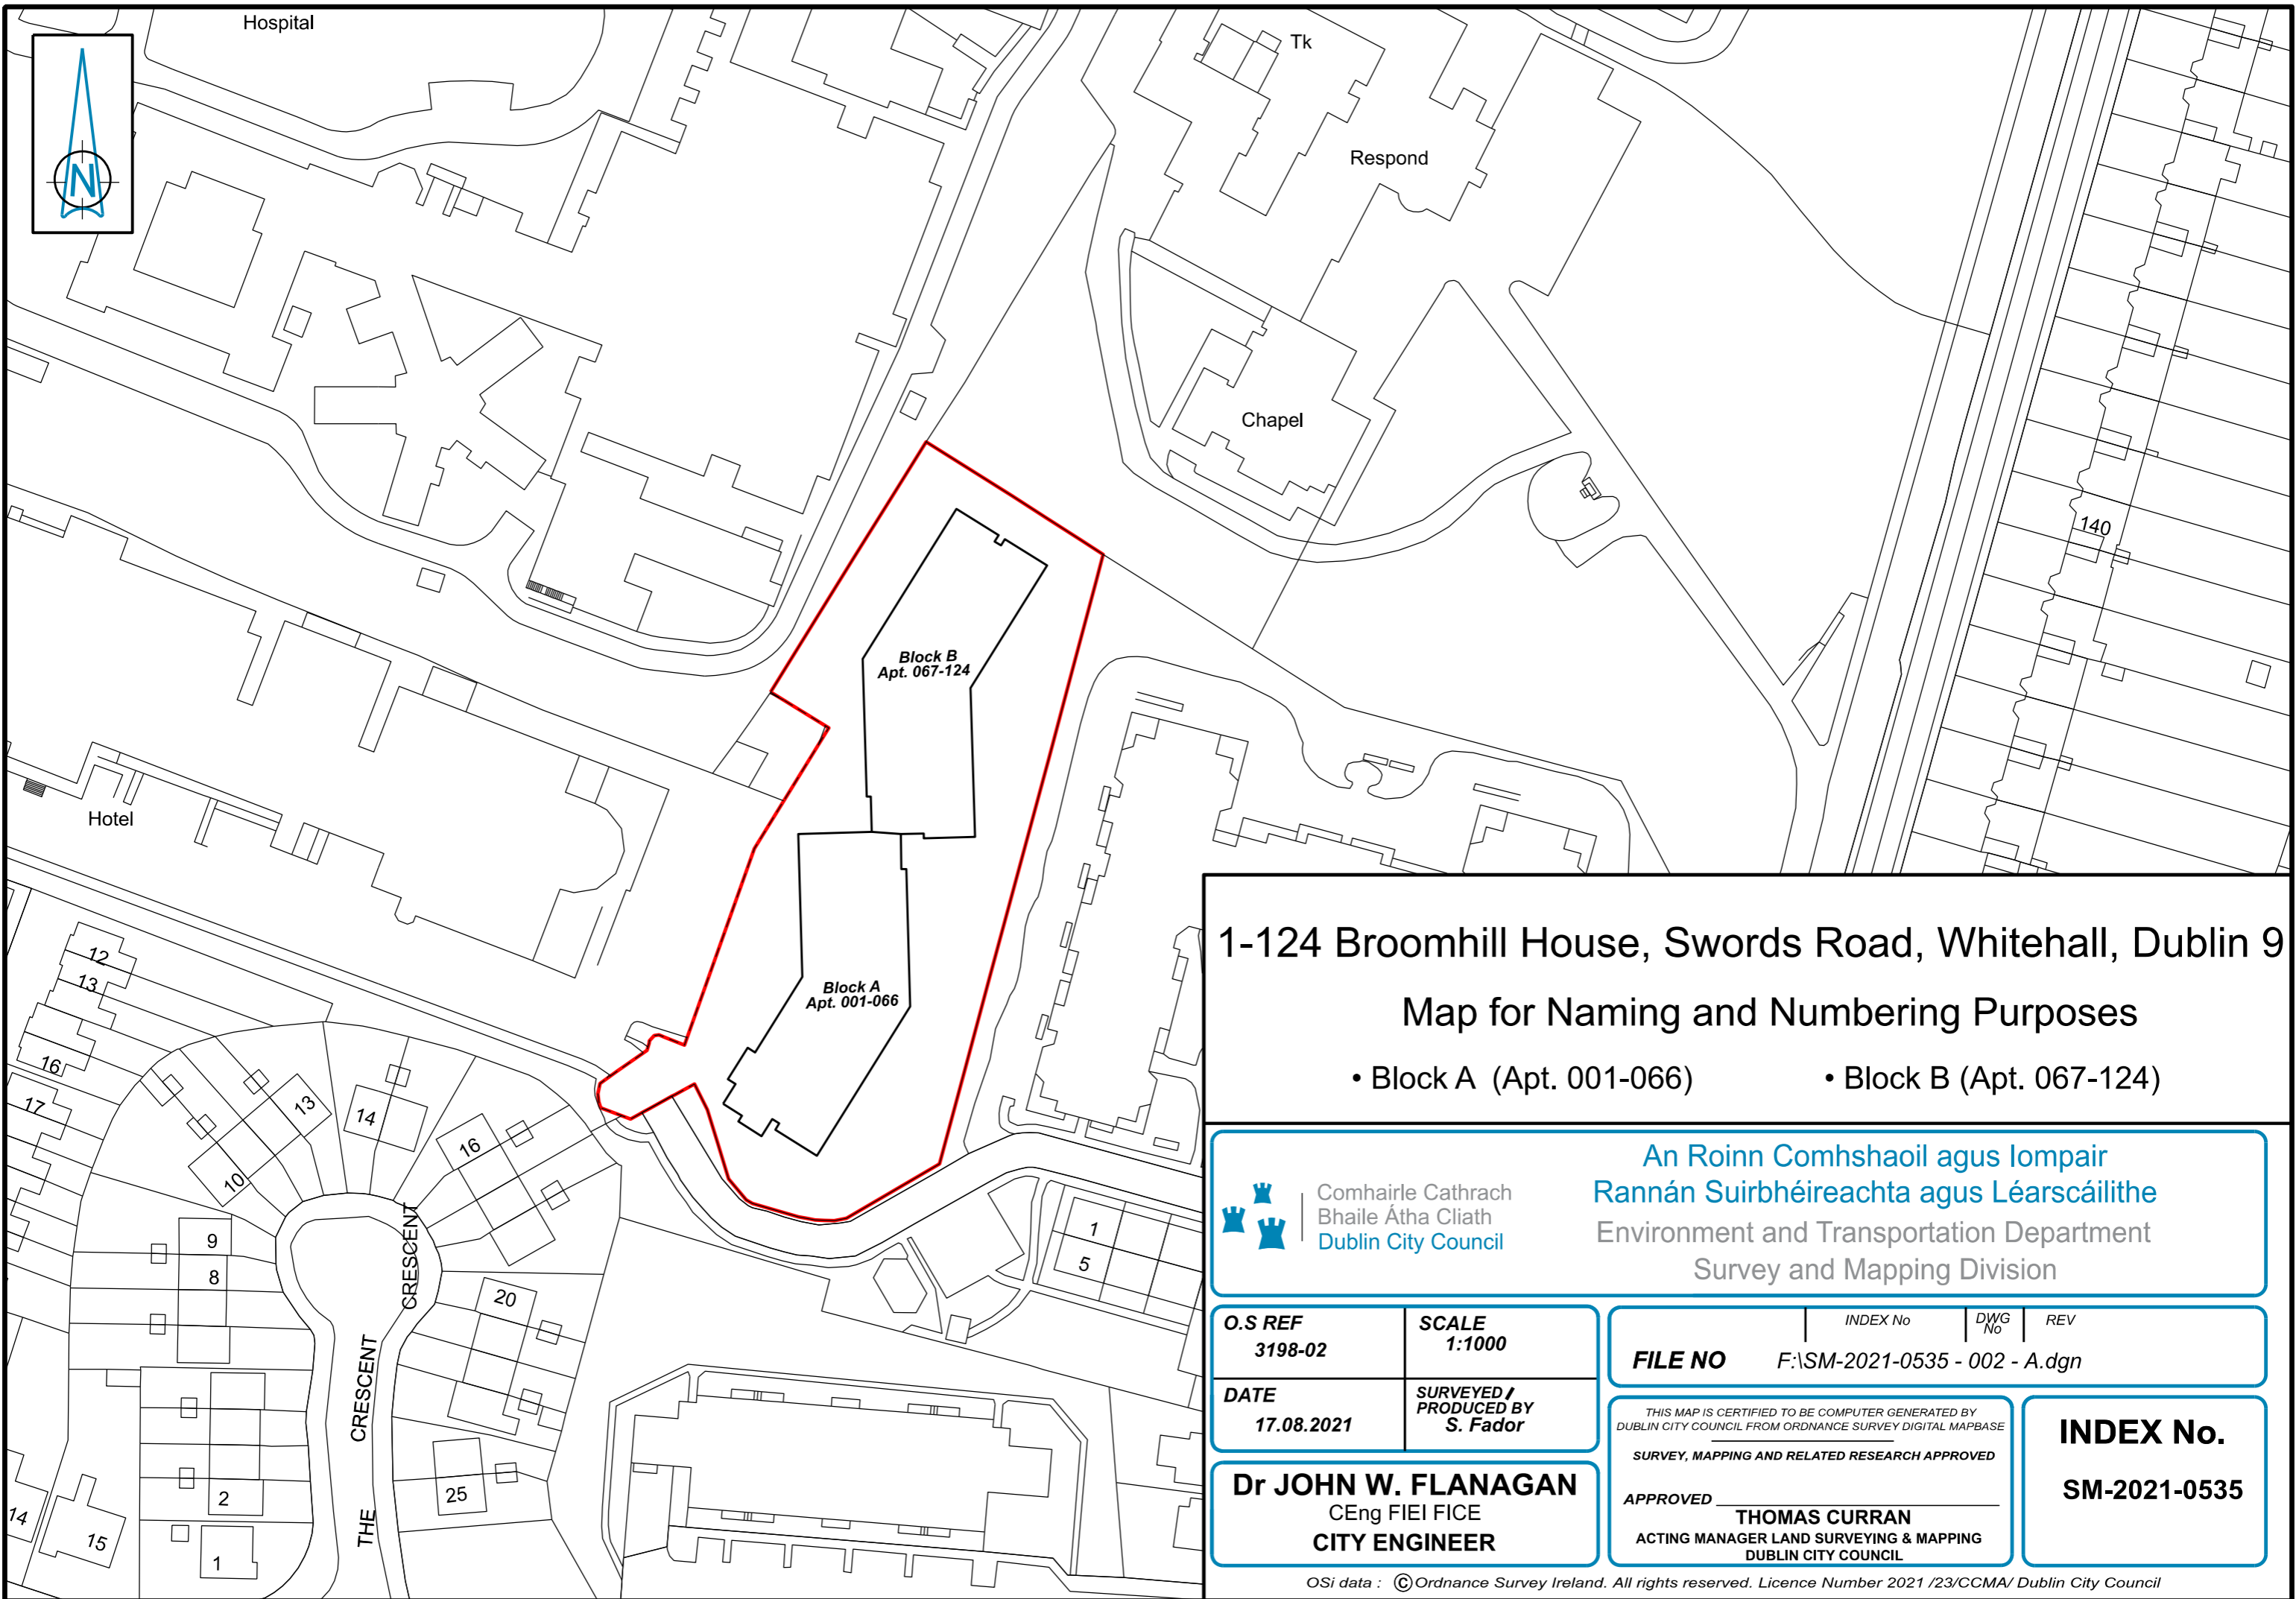 Hospital
Tk
N
Respond
Chapel
140
Block B
Apt. 067-124
Hotel
Block A
Apt. 001-066
12
13
16
17
13
14
16
10
9
8
CRESCENT
20
1
5
CRESCENT
THE
2
25
14
15
1
1-124 Broomhill House, Swords Road, Whitehall, Dublin 9
Map for Naming and Numbering Purposes
• Block A (Apt. 001-066)
• Block B (Apt. 067-124)
Comhairle Cathrach
Bhaile Átha Cliath
Dublin City Council
An Roinn Comhshaoil agus Iompair
Rannán Suirbhéireachta agus Léarscáilithe
Environment and Transportation Department
Survey and Mapping Division
O.S REF
3198-02
SCALE
1:1000
DATE
17.08.2021
SURVEYED /
PRODUCED BY
S. Fador
INDEX No
DWG
No
REV
FILE NO F:\SM-2021-0535 - 002 - A.dgn
Dr JOHN W. FLANAGAN
CEng FIEI FICE
CITY ENGINEER
THIS MAP IS CERTIFIED TO BE COMPUTER GENERATED BY
DUBLIN CITY COUNCIL FROM ORDNANCE SURVEY DIGITAL MAPBASE
SURVEY, MAPPING AND RELATED RESEARCH APPROVED
APPROVED
THOMAS CURRAN
ACTING MANAGER LAND SURVEYING & MAPPING
DUBLIN CITY COUNCIL
INDEX No.
SM-2021-0535
OSi data : ©Ordnance Survey Ireland. All rights reserved. Licence Number 2021 /23/CCMA/ Dublin City Council